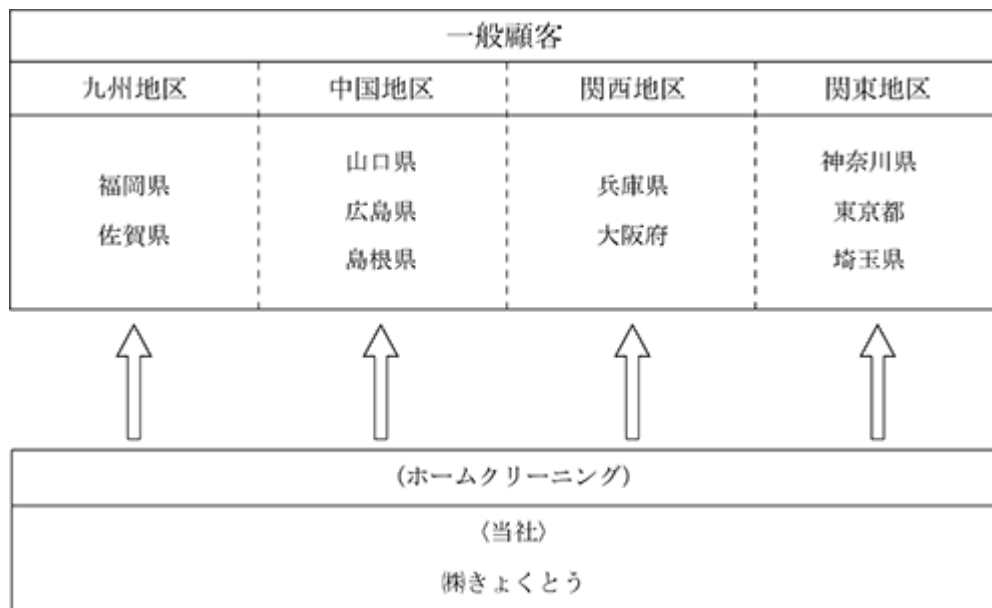 一般顧客
九州地区
中国地区
関西地区
関東地区
福岡県
佐賀県
山口県
広島県
島根県
兵庫県
大阪府
神奈川県
東京都
埼玉県
(ホームクリーニング)
〈当社〉
㈱きょくとう